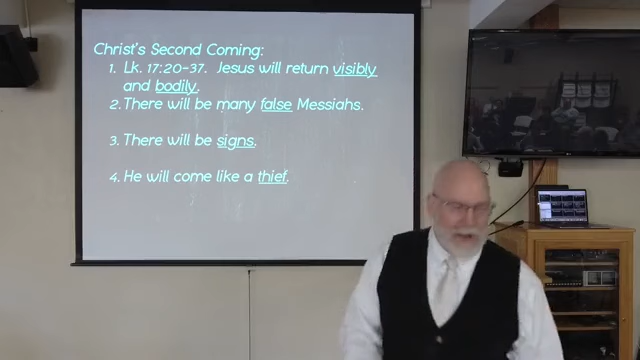 Christ's Second Coming:
1. Lk. 17:20-37. Jesus will return visibly
and bodily.
2. There will be many false Messiahs.
3. There will be signs.
4. He will come like a thief.